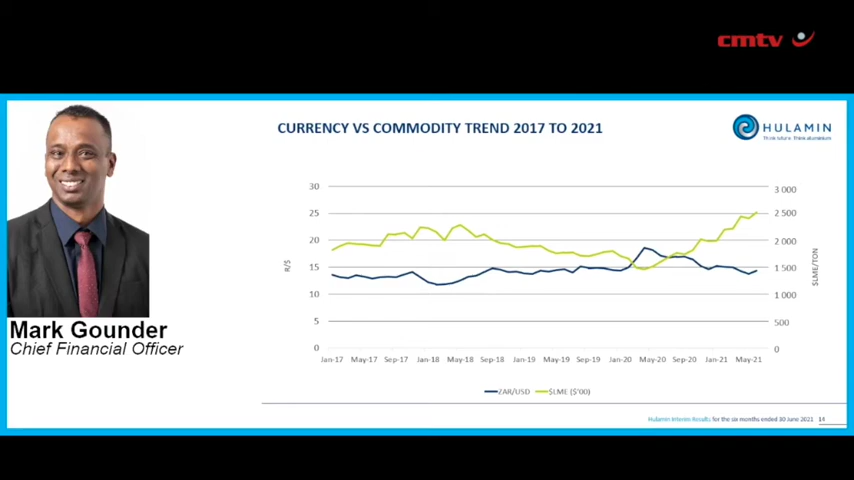 cmtv
CURRENCY VS COMMODITY TREND 2017 TO 2021
HULAMIN
Think future. Think aluminium.
30
25
20
15
10
5
0
R/$
3 000
2 500
2 000
1 500
1 000
500
0
$LME/TON
Jan-17 May-17 Sep-17 Jan-18 May-18 Sep-18 Jan-19 May-19 Sep-19 Jan-20 May-20 Sep-20 Jan-21 May-21
ZAR/USD $LME ($'00)
Mark Gounder
Chief Financial Officer
Hulamin Interim Results for the six months ended 30 June 2021 14